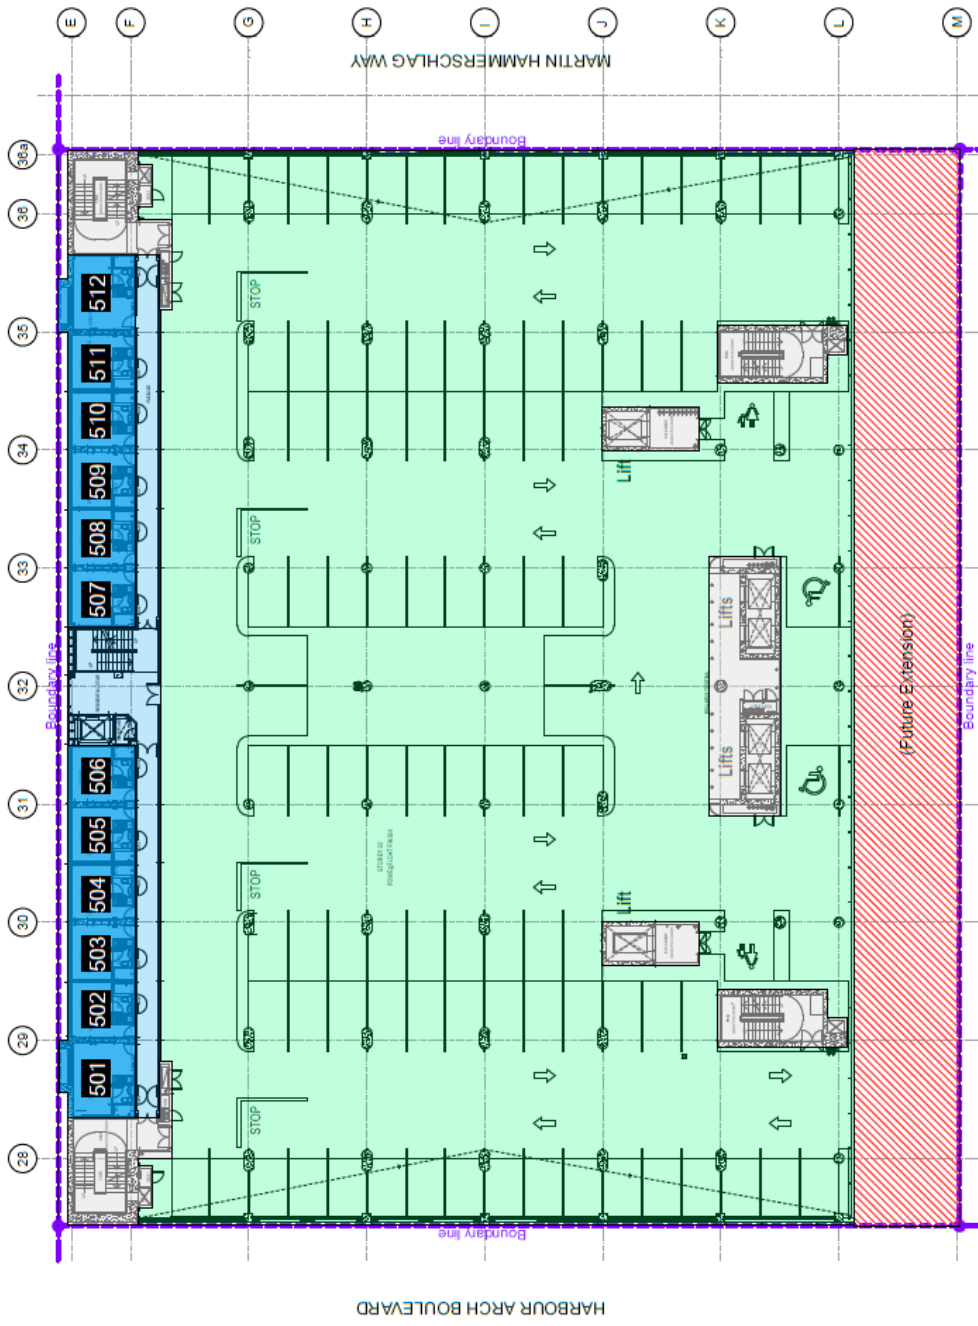 E
F
G
H
I
J
K
L
M
MARTIN HAMMERSCHLAG WAY
Boundary line
36a
36
35
34
33
32
31
30
29
28
512
511
510
509
508
507
506
505
504
503
502
501
STOP
STOP
STOP
STOP
Lift
Lifts
Lifts
Lift
Boundary line
(Future Extension)
Boundary line
Boundary line
HARBOUR ARCH BOULEVARD